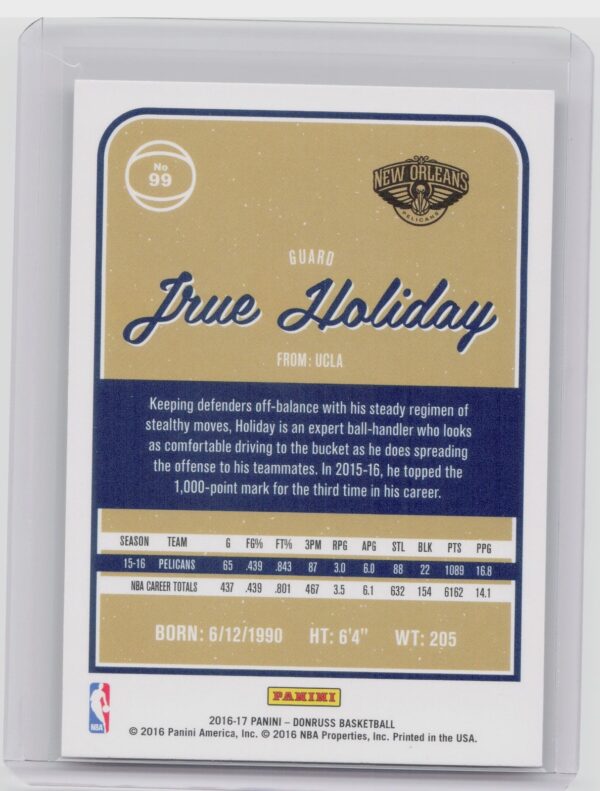 No
99
NEW ORLEANS
PELICANS
GUARD
Jrue Holiday
FROM: UCLA
Keeping defenders off-balance with his steady regimen of
stealthy moves, Holiday is an expert ball-handler who looks
as comfortable driving to the bucket as he does spreading
the offense to his teammates. In 2015-16, he topped the
1,000-point mark for the third time in his career.
SEASON TEAM G FG% FT% 3PM RPG APG STL BLK PTS PPG
15-16 PELICANS 65 .439 .843 87 3.0 6.0 88 22 1089 16.8
NBA CAREER TOTALS 437 .439 .801 467 3.5 6.1 632 154 6162 14.1
BORN: 6/12/1990 HT: 6'4" WT: 205
PANINI
NBA
2016-17 PANINI – DONRUSS BASKETBALL
© 2016 Panini America, Inc. © 2016 NBA Properties, Inc. Printed in the USA.